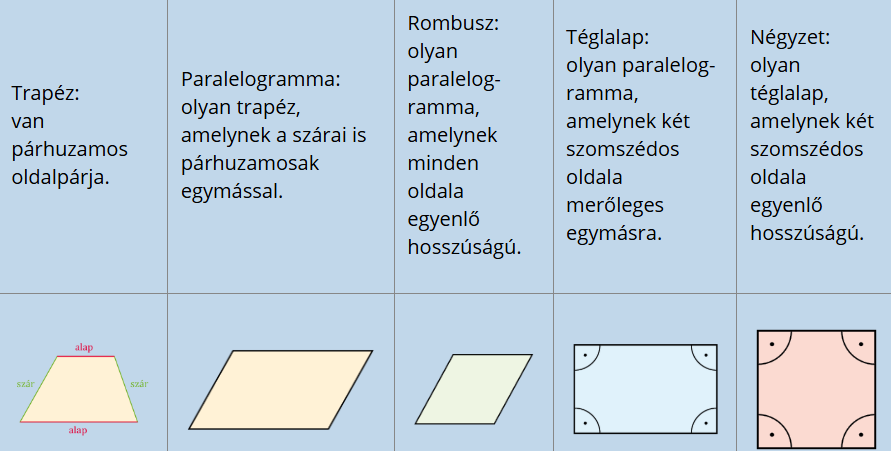 Trapéz:
van
párhuzamos
oldalpárja.
Paralelogramma:
olyan trapéz,
amelynek a szárai is
párhuzamosak
egymással.
Rombusz:
olyan
paralelog-
ramma,
amelynek
minden
oldala
egyenlő
hosszúságú.
Téglalap:
olyan paralelog-
ramma,
amelynek két
szomszédos
oldala
merőleges
egymásra.
Négyzet:
olyan
téglalap,
amelynek két
szomszédos
oldala
egyenlő
hosszúságú.
alap
szár
szár
alap